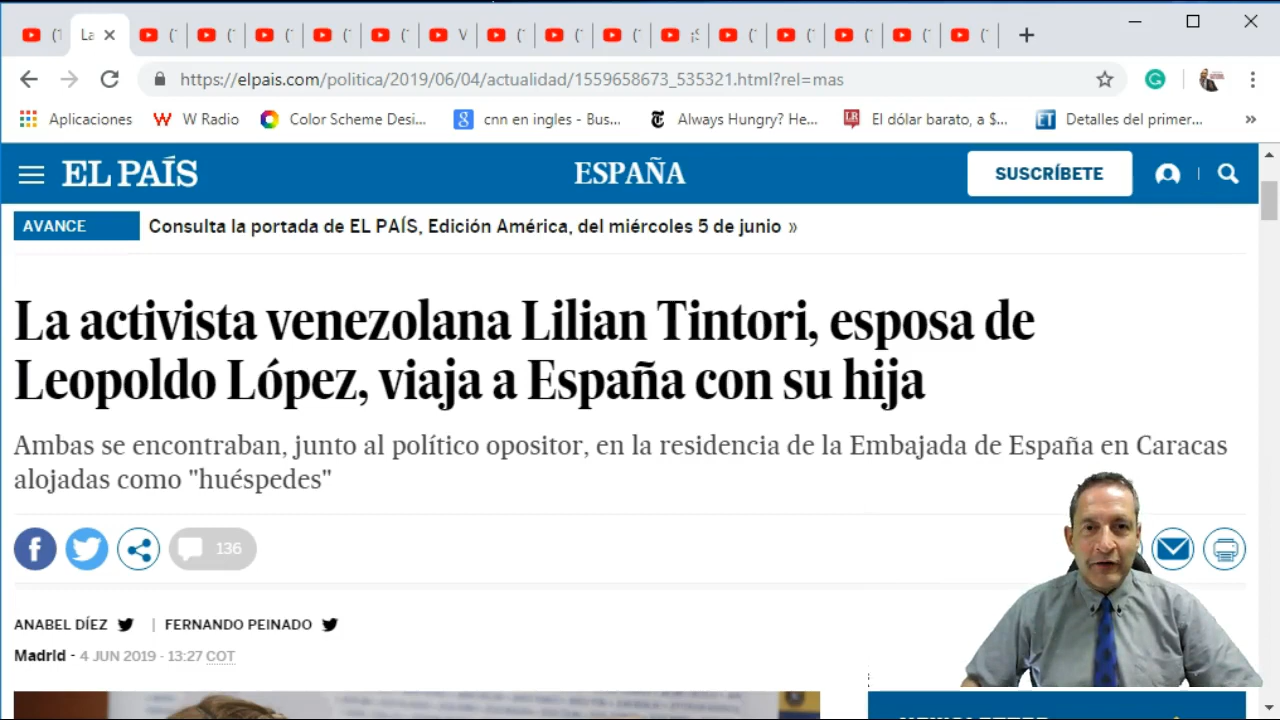 La
https://elpais.com/politica/2019/06/04/actualidad/1559658673_535321.html?rel=mas
Aplicaciones W Radio Color Scheme Desi... cnn en ingles - Bus... Always Hungry? He... El dólar barato, a $... Detalles del primer... »
EL PAÍS ESPAÑA SUSCRÍBETE
AVANCE Consulta la portada de EL PAÍS, Edición América, del miércoles 5 de junio »
La activista venezolana Lilian Tintori, esposa de
Leopoldo López, viaja a España con su hija
Ambas se encontraban, junto al político opositor, en la residencia de la Embajada de España en Caracas
alojadas como "huéspedes"
136
ANABEL DÍEZ | FERNANDO PEINADO
Madrid - 4 JUN 2019 - 13:27 COT
NEWSLETTER